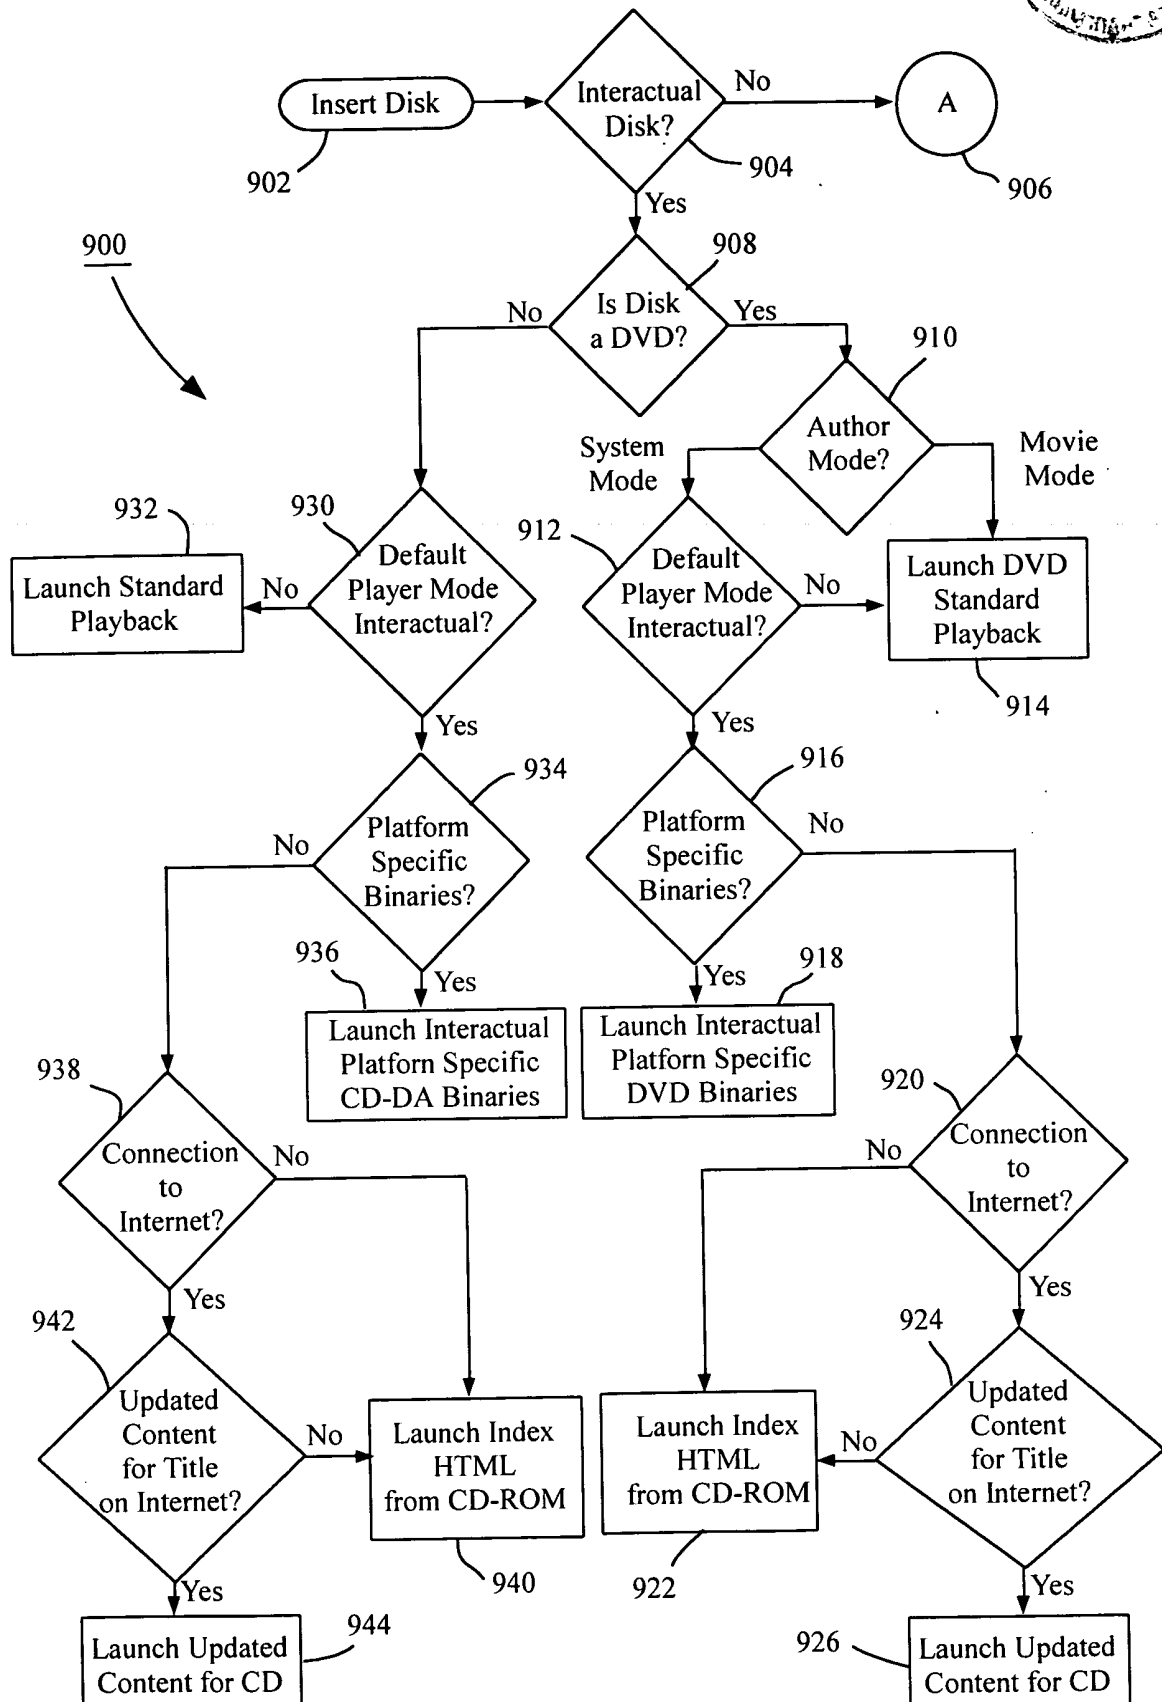 Insert Disk
902
Interactual
Disk?
904
No
A
906
Yes
900
908
Is Disk
a DVD?
No
Yes
910
Author
Mode?
System
Mode
Movie
Mode
932
Launch Standard
Playback
No
930
Default
Player Mode
Interactual?
912
Default
Player Mode
Interactual?
No
Launch DVD
Standard
Playback
914
Yes
Yes
934
Platform
Specific
Binaries?
No
916
Platform
Specific
Binaries?
No
936
Yes
Launch Interactual
Platforn Specific
CD-DA Binaries
918
Yes
Launch Interactual
Platforn Specific
DVD Binaries
938
Connection
to
Internet?
No
920
Connection
to
Internet?
No
Yes
Yes
942
Updated
Content
for Title
on Internet?
No
Launch Index
HTML
from CD-ROM
940
Launch Index
HTML
from CD-ROM
922
924
Updated
Content
for Title
on Internet?
No
Yes
Launch Updated
Content for CD
944
Yes
Launch Updated
Content for CD
926